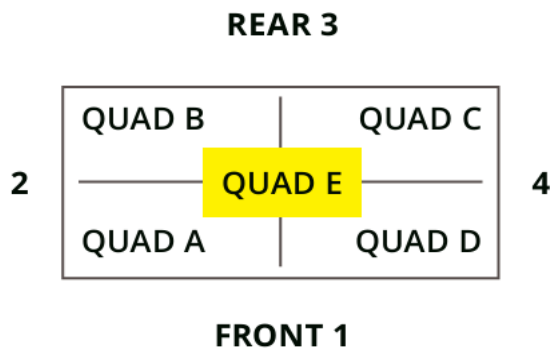 REAR 3
QUAD B
QUAD C
2
QUAD E
4
QUAD A
QUAD D
FRONT 1